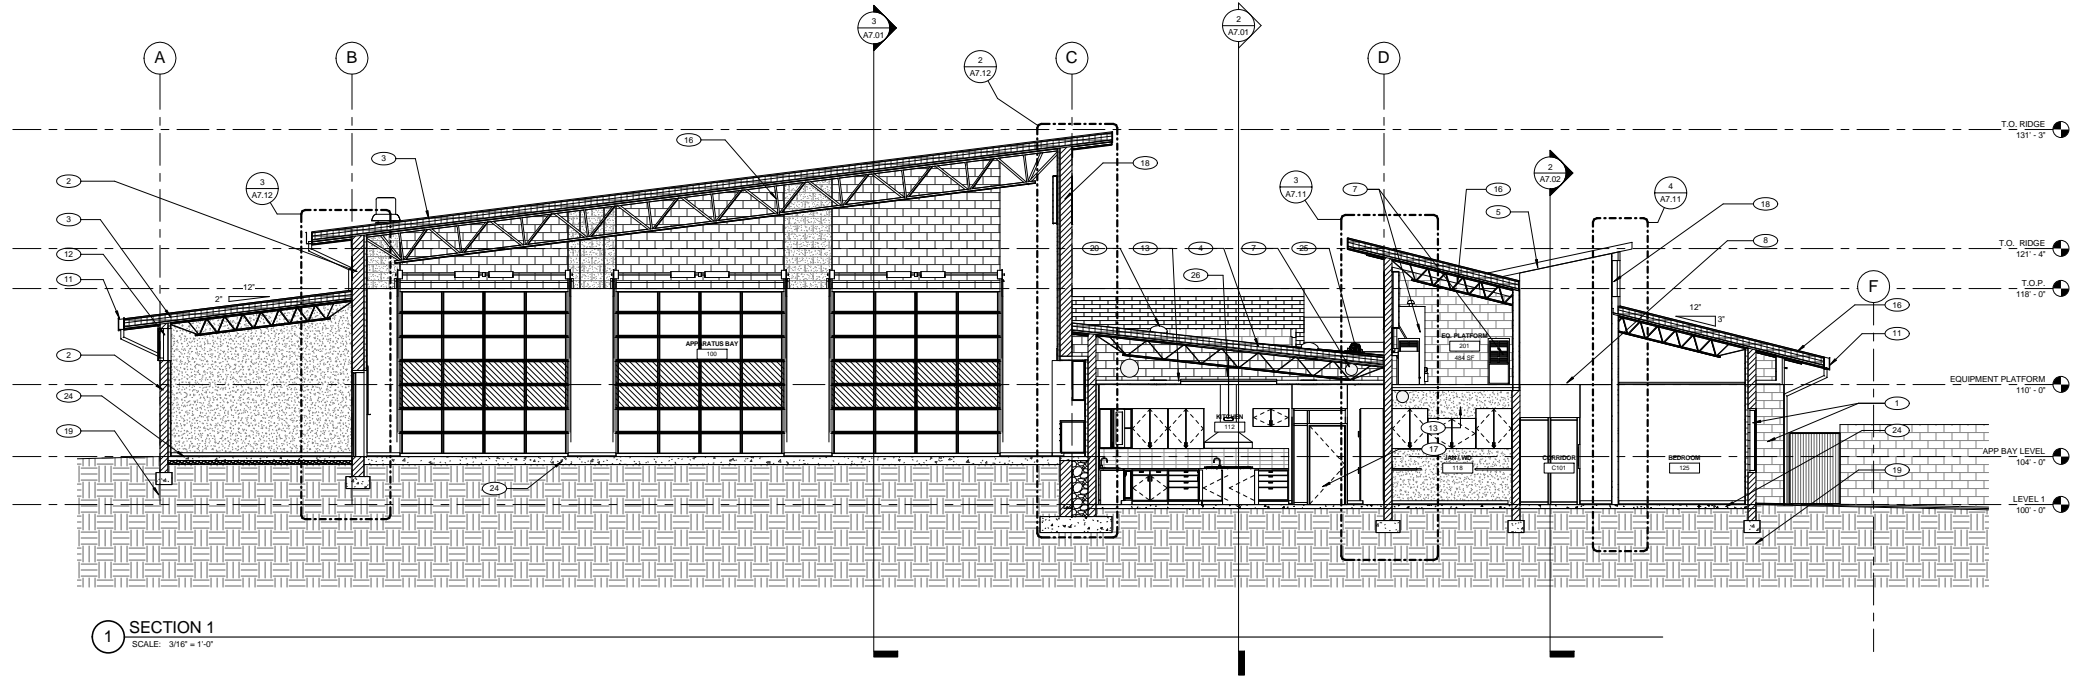 3
A7.01
2
A7.01
A
B
2
A7.12
C
D
T.O. RIDGE
131' - 3"
16
3
18
2
A7.02
2
3
A7.12
3
A7.11
7
16
4
A7.11
5
18
3
20
13
4
7
25
8
T.O. RIDGE
121' - 4"
12
26
11
12"
2"
T.O.P.
118' - 0"
F
12"
3"
16
11
EQ. PLATFORM
201
484 SF
APPARATUS BAY
100
2
EQUIPMENT PLATFORM
110' - 0"
24
1
KITCHEN
112
13
19
24
17
APP BAY LEVEL
104' - 0"
118
CORRIDOR
C101
BEDROOM
125
19
24
LEVEL 1
100' - 0"
1
SECTION 1
SCALE: 3/16" = 1'-0"